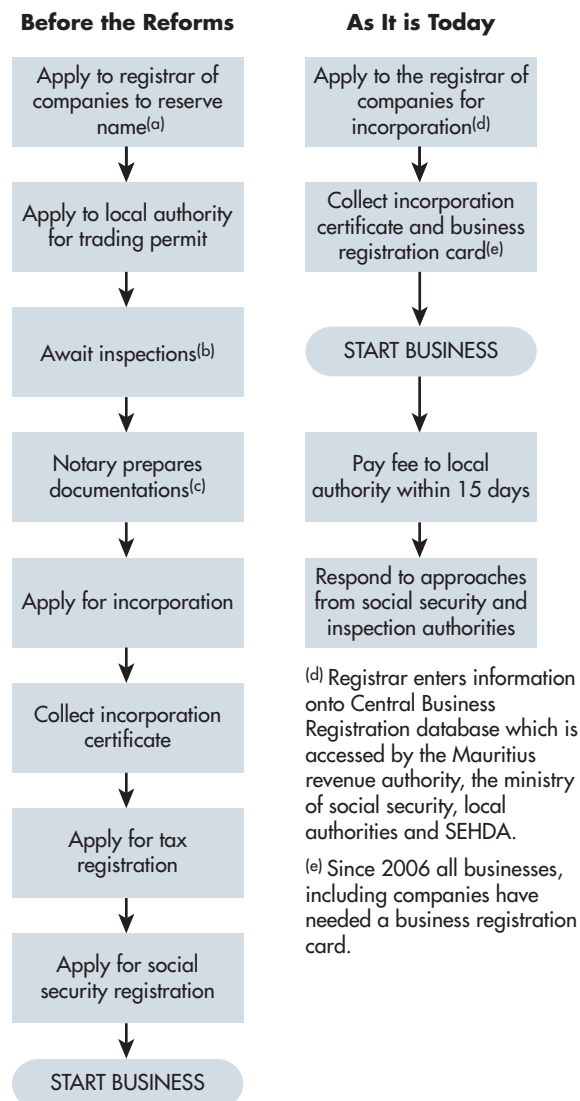 Before the Reforms
Apply to registrar of
companies to reserve
name(a)
Apply to local authority
for trading permit
Await inspections(b)
Notary prepares
documentations(c)
Apply for incorporation
Collect incorporation
certificate
Apply for tax
registration
Apply for social
security registration
START BUSINESS
As It is Today
Apply to the registrar of
companies for
incorporation(d)
Collect incorporation
certificate and business
registration card(e)
START BUSINESS
Pay fee to local
authority within 15 days
Respond to approaches
from social security and
inspection authorities
(d) Registrar enters information
onto Central Business
Registration database which is
accessed by the Mauritius
revenue authority, the ministry
of social security, local
authorities and SEHDA.
(e) Since 2006 all businesses,
including companies have
needed a business registration
card.